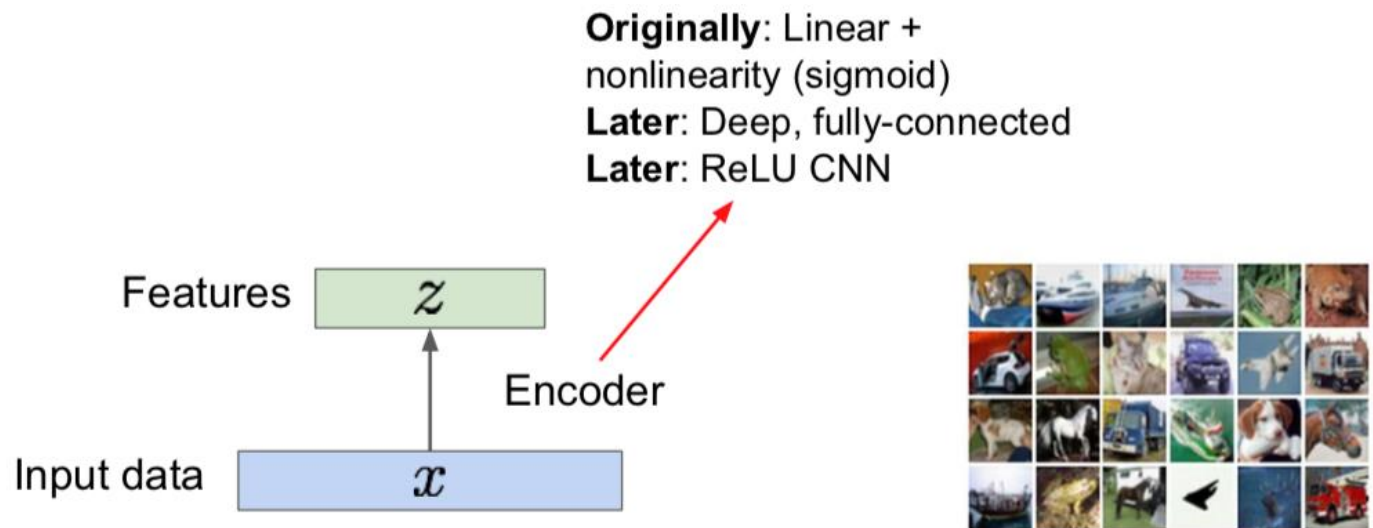 Originally: Linear +
nonlinearity (sigmoid)
Later: Deep, fully-connected
Later: ReLU CNN
Features
z
Encoder
Input data
x